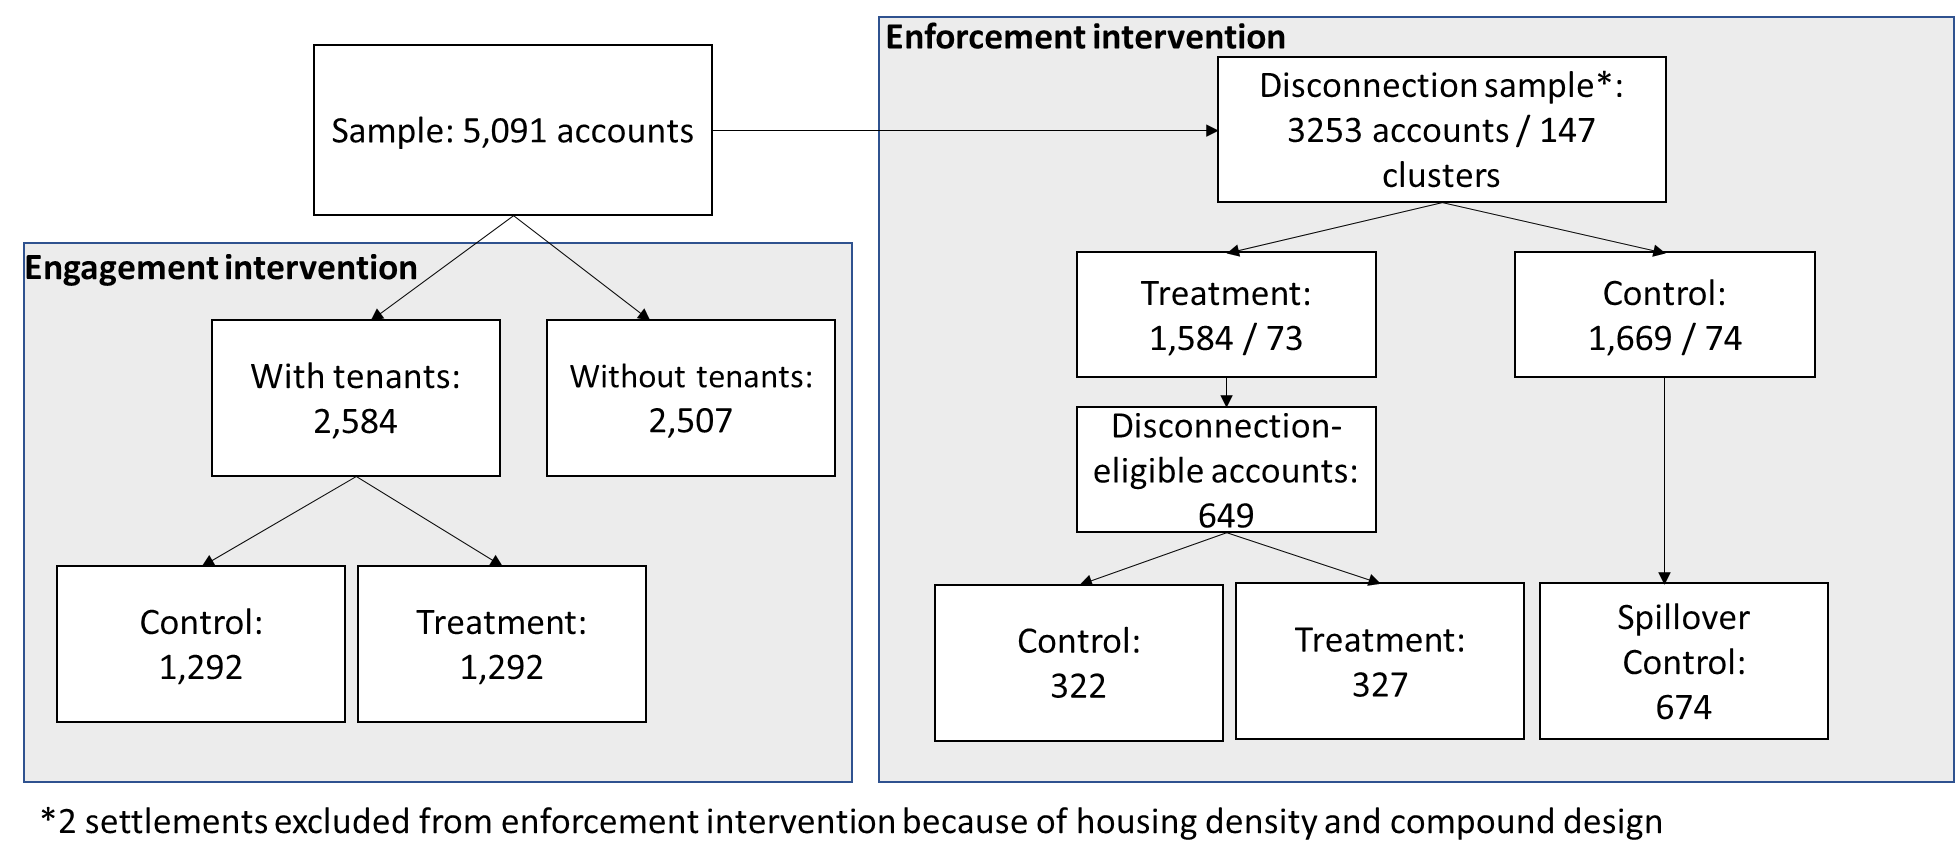 Sample: 5,091 accounts
Engagement intervention
With tenants:
2,584
Without tenants:
2,507
Control:
1,292
Treatment:
1,292
Enforcement intervention
Disconnection sample*:
3253 accounts / 147
clusters
Treatment:
1,584 / 73
Control:
1,669 / 74
Disconnection-
eligible accounts:
649
Control:
322
Treatment:
327
Spillover
Control:
674
*2 settlements excluded from enforcement intervention because of housing density and compound design